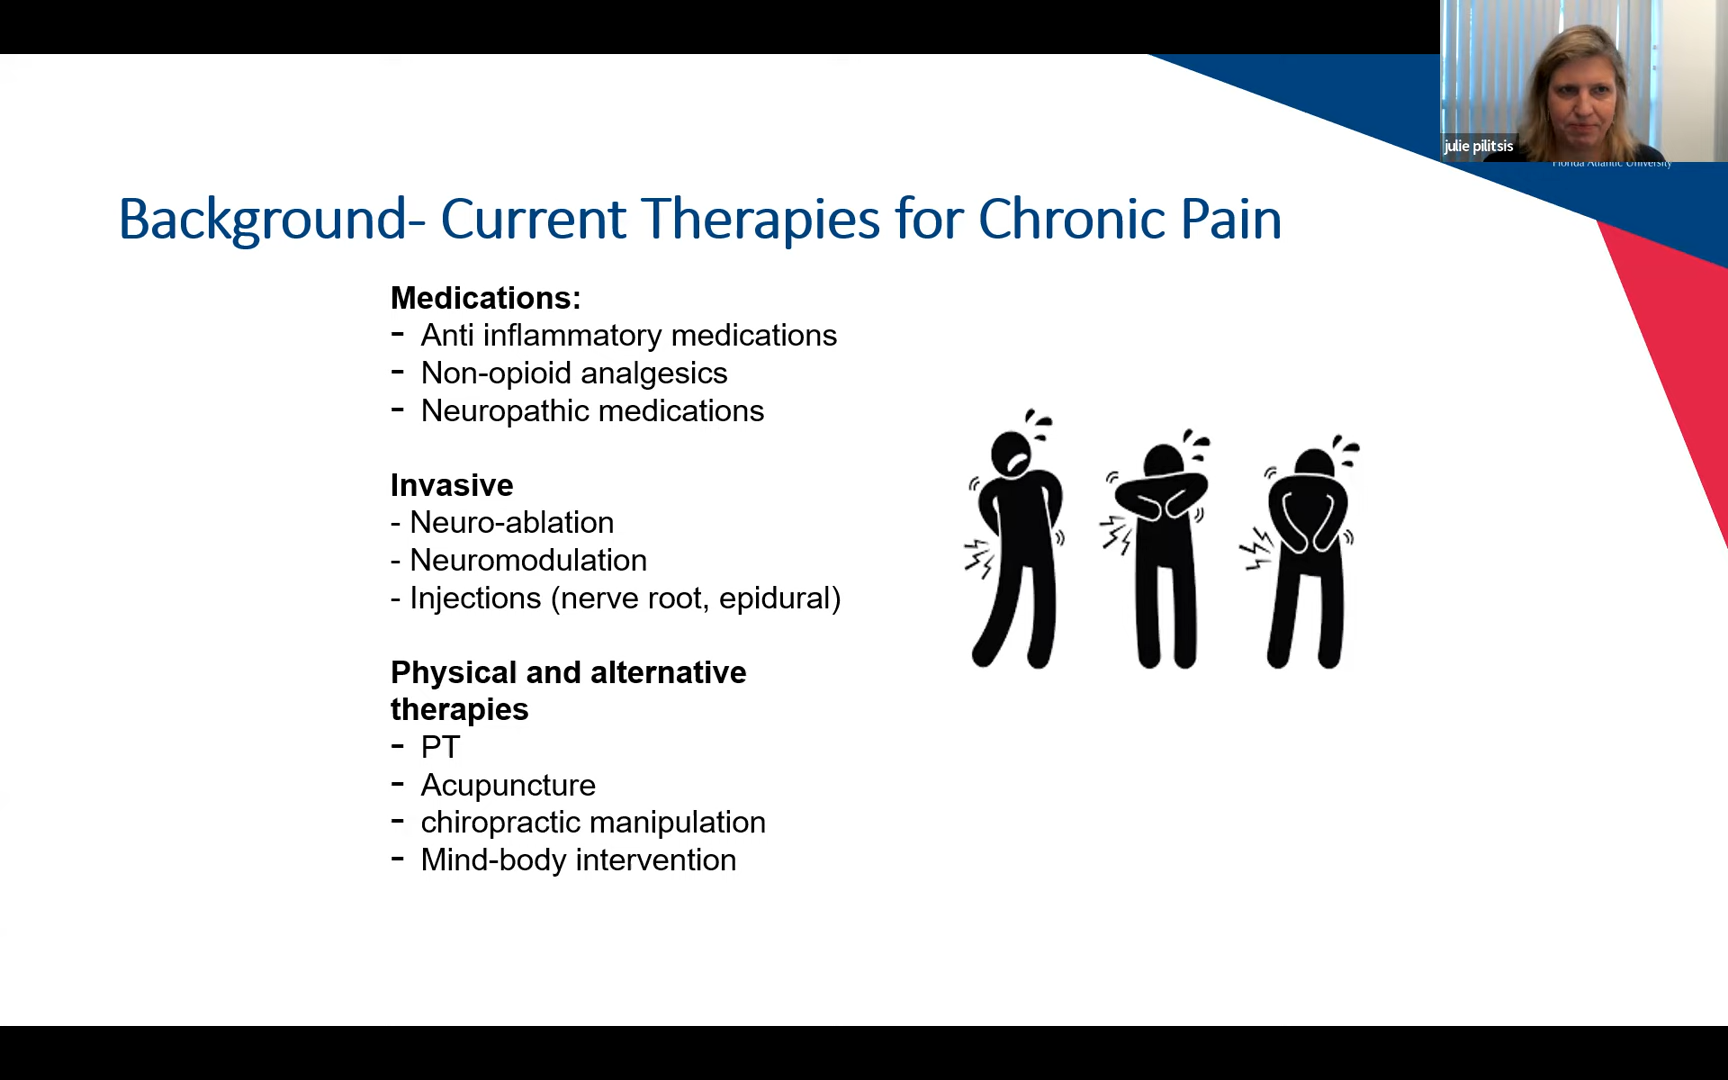 julie pilitsis
Florida Atlantic University
Background- Current Therapies for Chronic Pain
Medications:
- Anti inflammatory medications
- Non-opioid analgesics
- Neuropathic medications
Invasive
- Neuro-ablation
- Neuromodulation
- Injections (nerve root, epidural)
Physical and alternative
therapies
- PT
- Acupuncture
- chiropractic manipulation
- Mind-body intervention